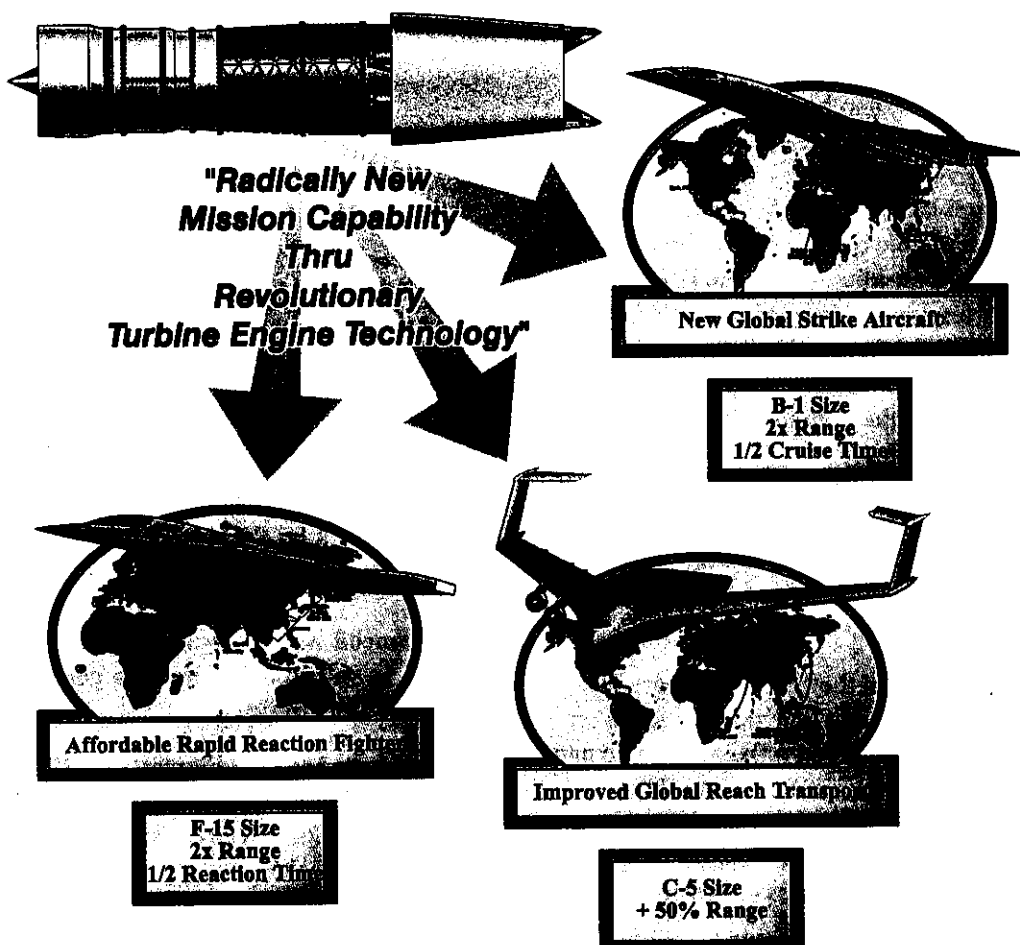 "Radically New
Mission Capability
Thru
Revolutionary
Turbine Engine Technology"
New Global Strike Aircraft
B-1 Size
2x Range
1/2 Cruise Time
Affordable Rapid Reaction Fighter
F-15 Size
2x Range
1/2 Reaction Time
Improved Global Reach Transport
C-5 Size
+ 50% Range